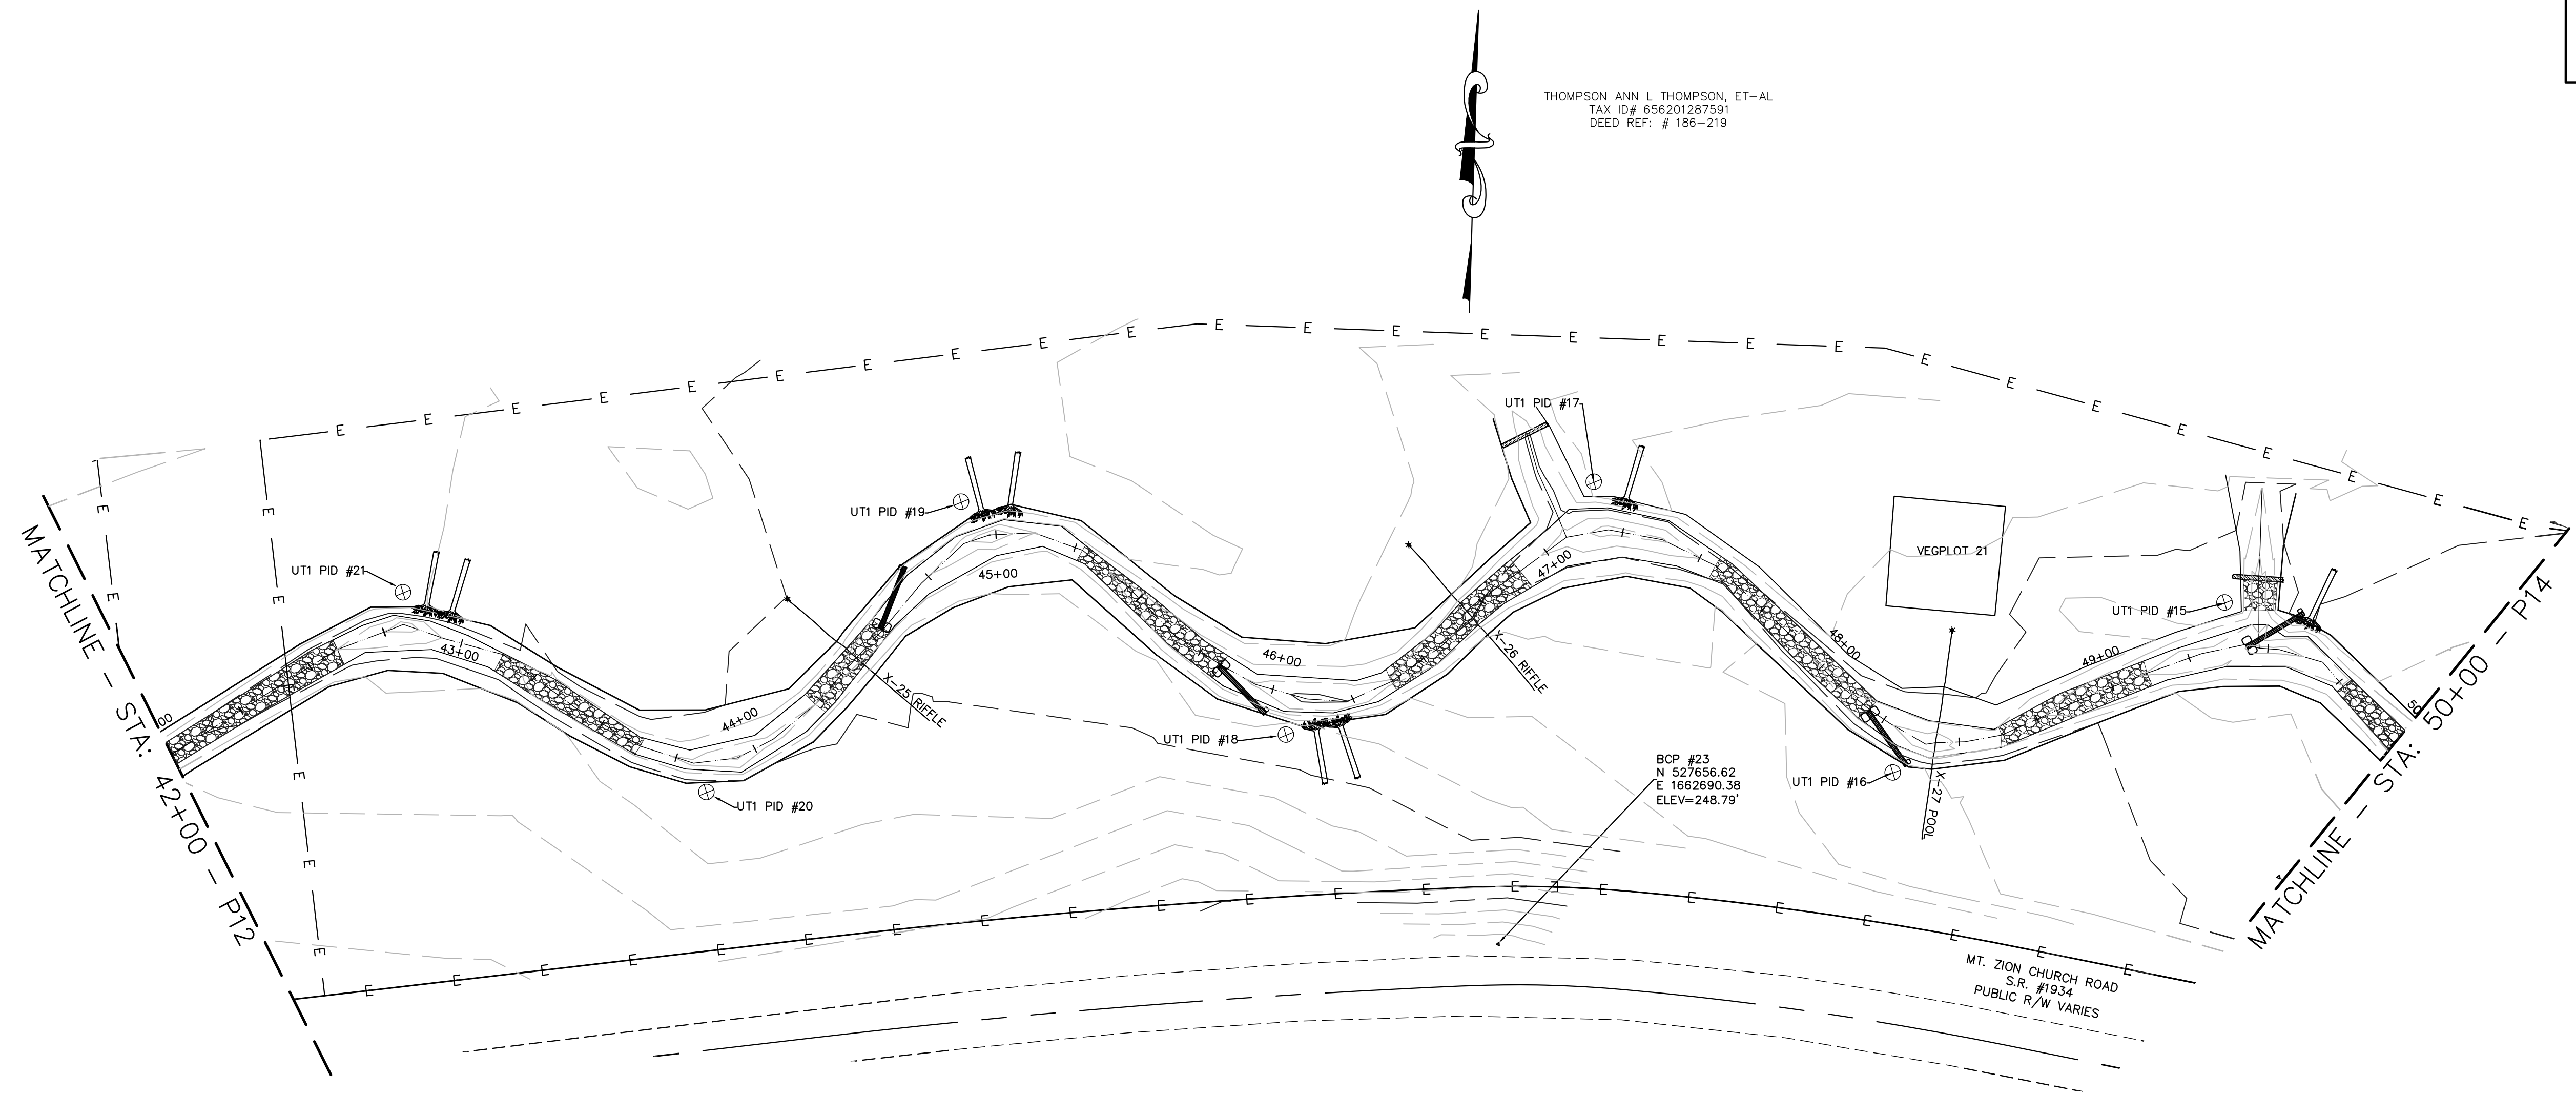 THOMPSON ANN L THOMPSON, ET-AL
TAX ID# 656201287591
DEED REF: # 186-219
MATCHLINE - STA: 42+00 - P12
00
UT1 PID #21
43+00
UT1 PID #20
44+00
X-25 RIFFLE
UT1 PID #19
45+00
UT1 PID #18
46+00
X-26 RIFFLE
UT1 PID #17
47+00
BCP #23
N 527656.62
E 1662690.38
ELEV=248.79'
48+00
UT1 PID #16
X-27 POOL
VEGPLOT 21
49+00
UT1 PID #15
50
MATCHLINE - STA: 50+00 - P14
MT. ZION CHURCH ROAD
S.R. #1934
PUBLIC R/W VARIES
E E E E E E E E E E E E E E E E E E E E E E E E E E
E E E E E E E
E E E E E E E E E E E E E E E E E E E E E